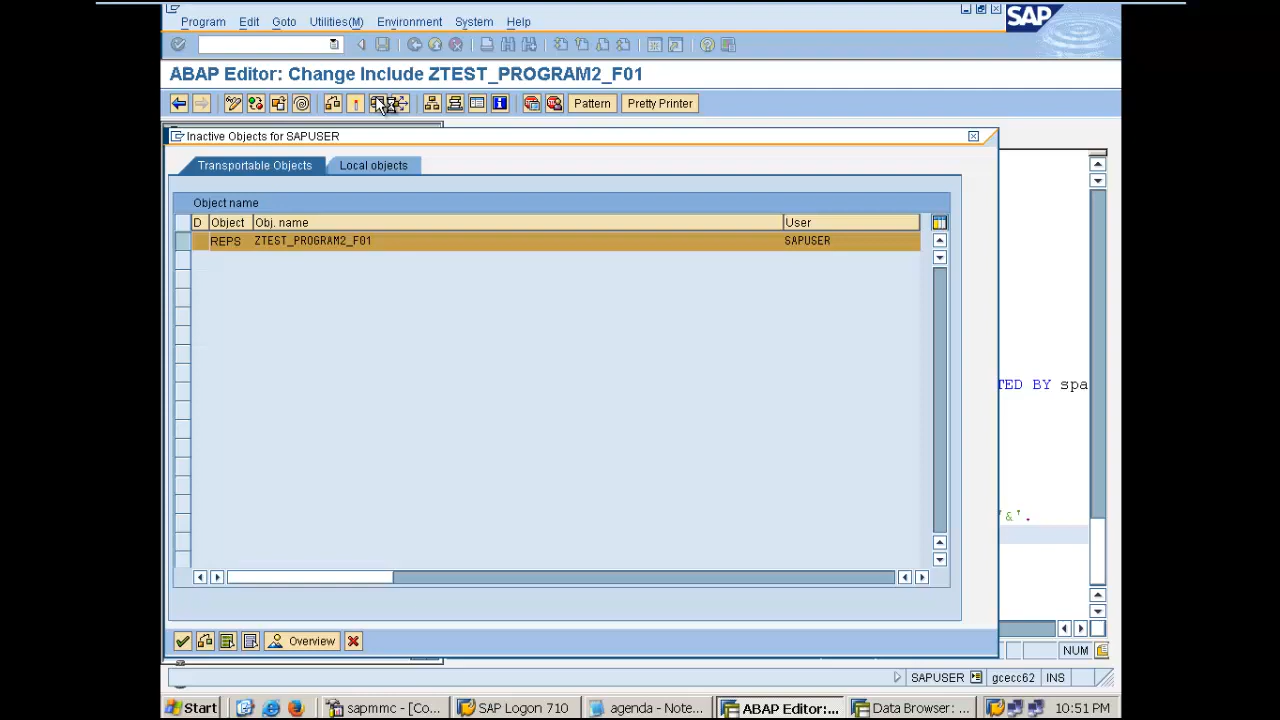 Program Edit Goto Utilities(M) Environment System Help
SAP
ABAP Editor: Change Include ZTEST_PROGRAM2_F01
Pattern Pretty Printer
Inactive Objects for SAPUSER
Transportable Objects Local objects
Object name
D Object Obj. name User
REPS ZTEST_PROGRAM2_F01 SAPUSER
TED BY spa
'&'.
Overview
NUM
SAPUSER gcecc62 INS
Start sapmmc - [Co... SAP Logon 710 agenda - Note... ABAP Editor:... Data Browser: ... 10:51 PM